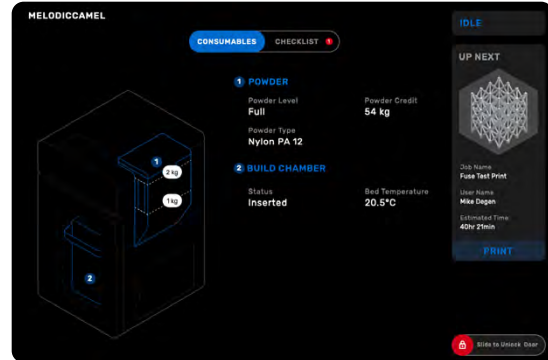 MELODICCAMEL
CONSUMABLES
CHECKLIST 1
1 POWDER
Powder Level
Full
Powder Credit
54 kg
Powder Type
Nylon PA 12
2 BUILD CHAMBER
Status
Inserted
Bed Temperature
20.5°C
1
2 kg
1 kg
2
IDLE
UP NEXT
Job Name
Fuse Test Print
User Name
Mike Degen
Estimated Time
40hr 21min
PRINT
Slide to Unlock Door